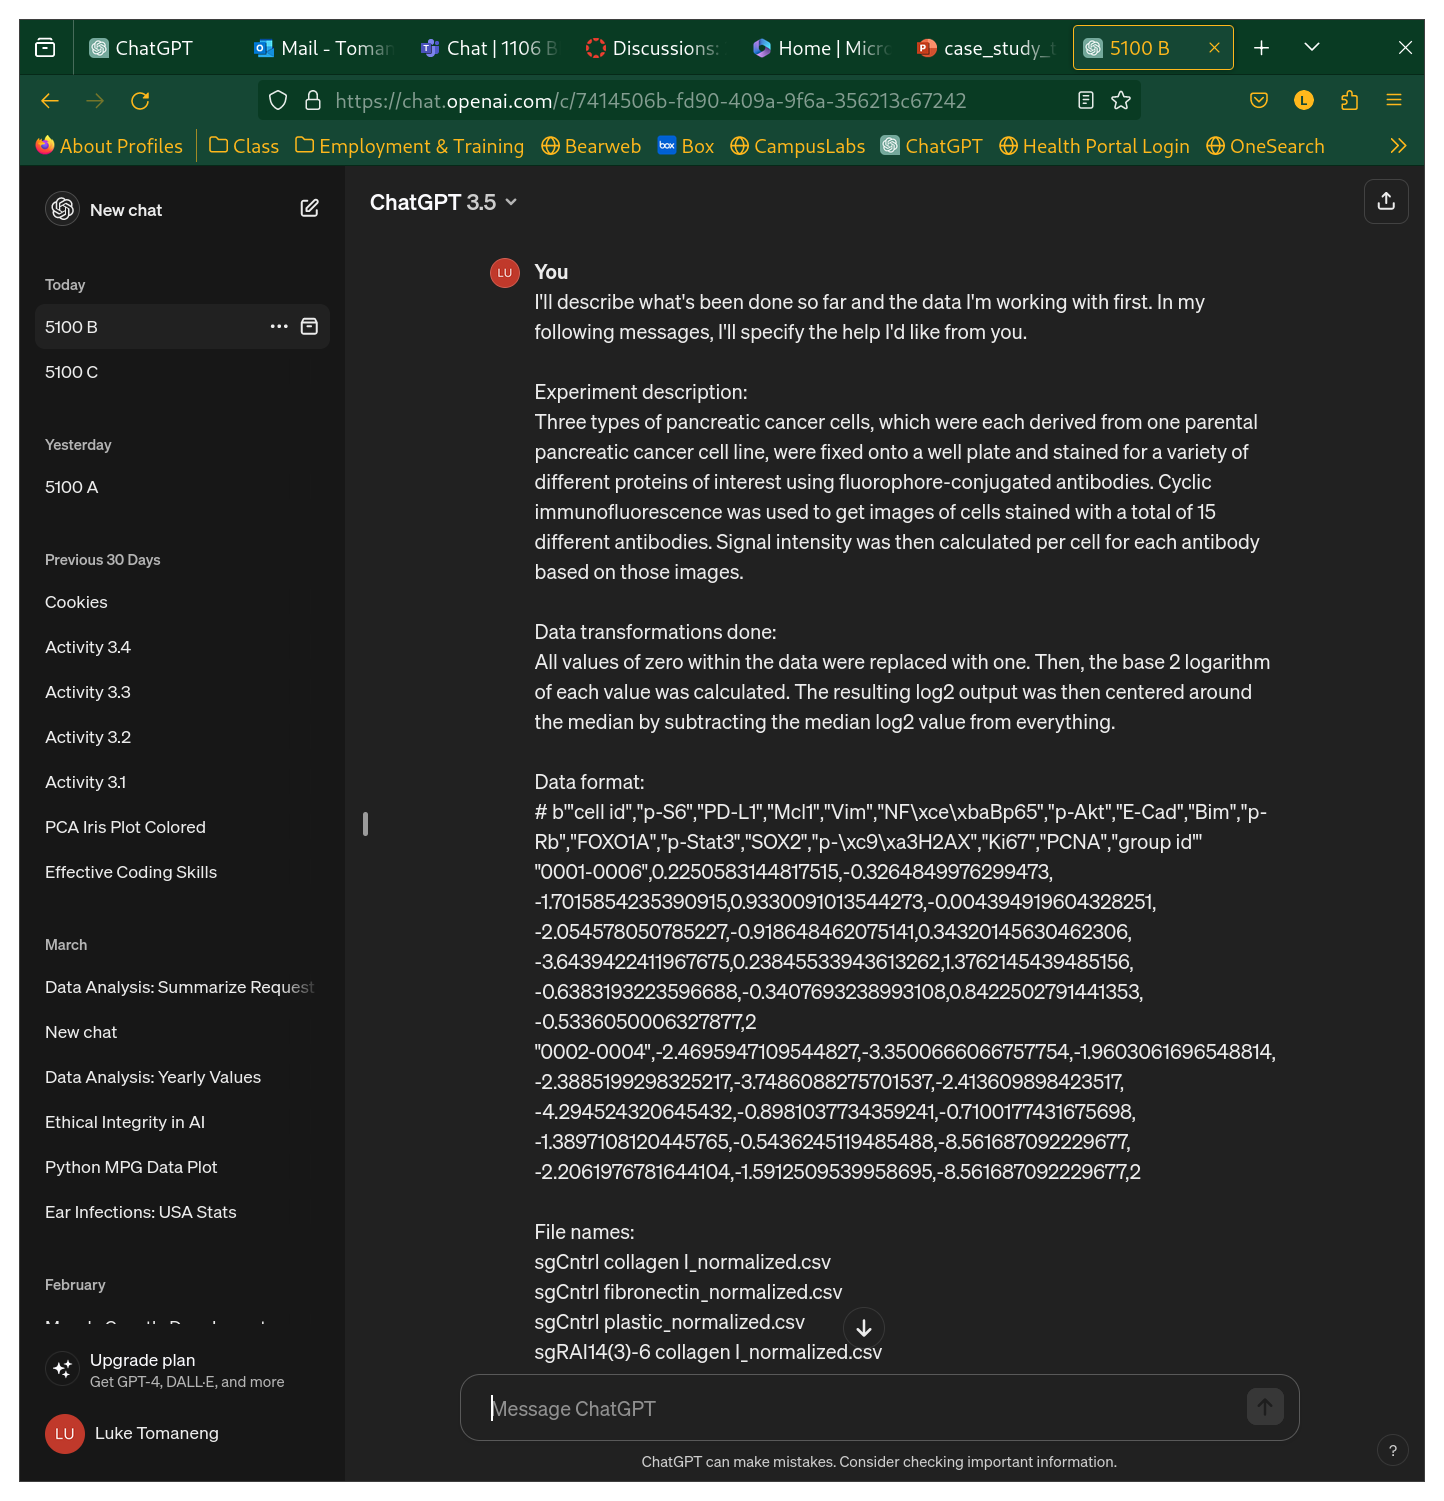 ChatGPT
Mail - Toman
Chat | 1106 B
Discussions:
Home | Micro
case_study_t
5100 B
https://chat.openai.com/c/7414506b-fd90-409a-9f6a-356213c67242
L
About Profiles
Class
Employment & Training
Bearweb
box
Box
CampusLabs
ChatGPT
Health Portal Login
OneSearch
New chat
Today
5100 B
5100 C
Yesterday
5100 A
Previous 30 Days
Cookies
Activity 3.4
Activity 3.3
Activity 3.2
Activity 3.1
PCA Iris Plot Colored
Effective Coding Skills
March
Data Analysis: Summarize Request
New chat
Data Analysis: Yearly Values
Ethical Integrity in AI
Python MPG Data Plot
Ear Infections: USA Stats
February
Upgrade plan
Get GPT-4, DALL·E, and more
LU
Luke Tomaneng
ChatGPT 3.5
LU
You
I'll describe what's been done so far and the data I'm working with first. In my
following messages, I'll specify the help I'd like from you.
Experiment description:
Three types of pancreatic cancer cells, which were each derived from one parental
pancreatic cancer cell line, were fixed onto a well plate and stained for a variety of
different proteins of interest using fluorophore-conjugated antibodies. Cyclic
immunofluorescence was used to get images of cells stained with a total of 15
different antibodies. Signal intensity was then calculated per cell for each antibody
based on those images.
Data transformations done:
All values of zero within the data were replaced with one. Then, the base 2 logarithm
of each value was calculated. The resulting log2 output was then centered around
the median by subtracting the median log2 value from everything.
Data format:
# b'"cell id","p-S6","PD-L1","Mcl1","Vim","NF\xce\xbaBp65","p-Akt","E-Cad","Bim","p-
Rb","FOXO1A","p-Stat3","SOX2","p-\xc9\xa3H2AX","Ki67","PCNA","group id"'
"0001-0006",0.2250583144817515,-0.3264849976299473,
-1.7015854235390915,0.9330091013544273,-0.004394919604328251,
-2.054578050785227,-0.918648462075141,0.34320145630462306,
-3.6439422411967675,0.23845533943613262,1.3762145439485156,
-0.6383193223596688,-0.3407693238993108,0.8422502791441353,
-0.5336050006327877,2
"0002-0004",-2.4695947109544827,-3.3500666066757754,-1.9603061696548814,
-2.3885199298325217,-3.7486088275701537,-2.413609898423517,
-4.294524320645432,-0.8981037734359241,-0.7100177431675698,
-1.3897108120445765,-0.5436245119485488,-8.561687092229677,
-2.2061976781644104,-1.5912509539958695,-8.561687092229677,2
File names:
sgCntrl collagen I_normalized.csv
sgCntrl fibronectin_normalized.csv
sgCntrl plastic_normalized.csv
sgRAI14(3)-6 collagen I_normalized.csv
Message ChatGPT
ChatGPT can make mistakes. Consider checking important information.
?